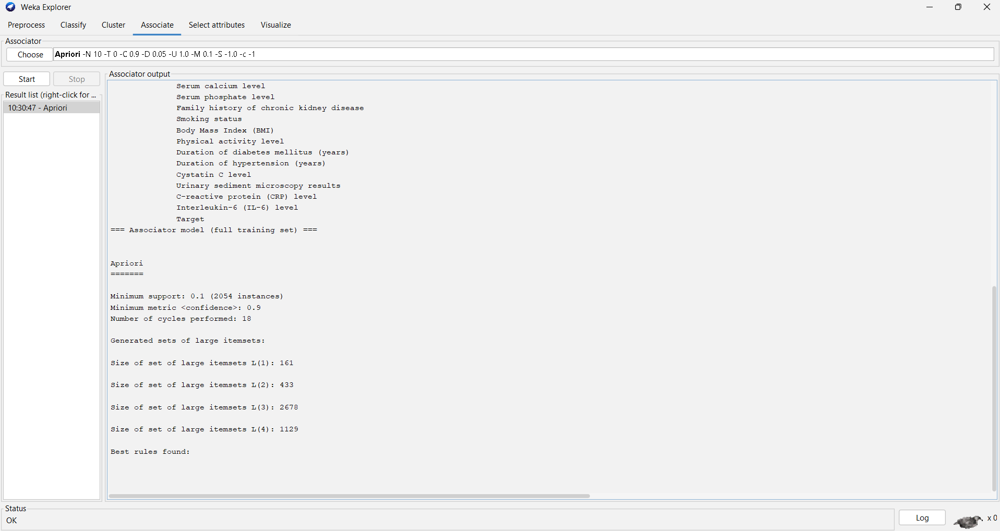 Weka Explorer
Preprocess Classify Cluster Associate Select attributes Visualize
Associator
Choose Apriori -N 10 -T 0 -C 0.9 -D 0.05 -U 1.0 -M 0.1 -S -1.0 -c -1
Start Stop
Result list (right-click for ...
10:30:47 - Apriori
Associator output
Serum calcium level
Serum phosphate level
Family history of chronic kidney disease
Smoking status
Body Mass Index (BMI)
Physical activity level
Duration of diabetes mellitus (years)
Duration of hypertension (years)
Cystatin C level
Urinary sediment microscopy results
C-reactive protein (CRP) level
Interleukin-6 (IL-6) level
Target
=== Associator model (full training set) ===
Apriori
=======
Minimum support: 0.1 (2054 instances)
Minimum metric <confidence>: 0.9
Number of cycles performed: 18
Generated sets of large itemsets:
Size of set of large itemsets L(1): 161
Size of set of large itemsets L(2): 433
Size of set of large itemsets L(3): 2678
Size of set of large itemsets L(4): 1129
Best rules found:
Status
OK
Log
x 0